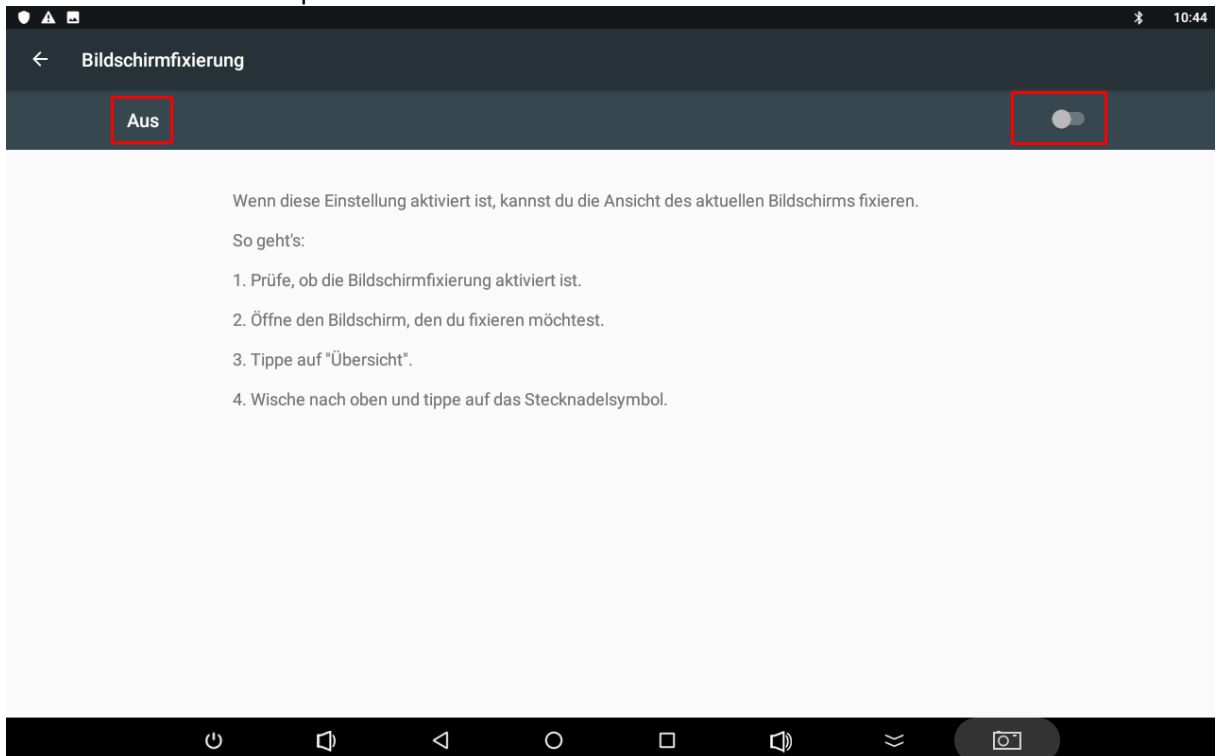 10:44
Bildschirmfixierung
Aus
Wenn diese Einstellung aktiviert ist, kannst du die Ansicht des aktuellen Bildschirms fixieren.
So geht's:
1. Prüfe, ob die Bildschirmfixierung aktiviert ist.
2. Öffne den Bildschirm, den du fixieren möchtest.
3. Tippe auf "Übersicht".
4. Wische nach oben und tippe auf das Stecknadelsymbol.